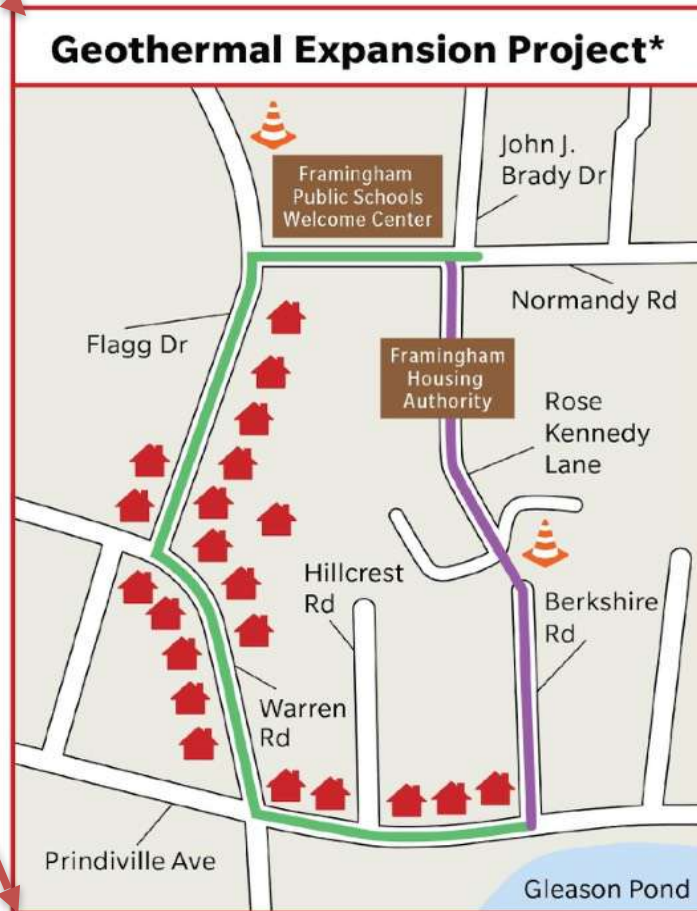 Geothermal Expansion Project*
John J.
Brady Dr
Framingham
Public Schools
Welcome Center
Normandy Rd
Flagg Dr
Framingham
Housing
Authority
Rose
Kennedy
Lane
Hillcrest
Rd
Berkshire
Rd
Warren
Rd
Prindiville Ave
Gleason Pond